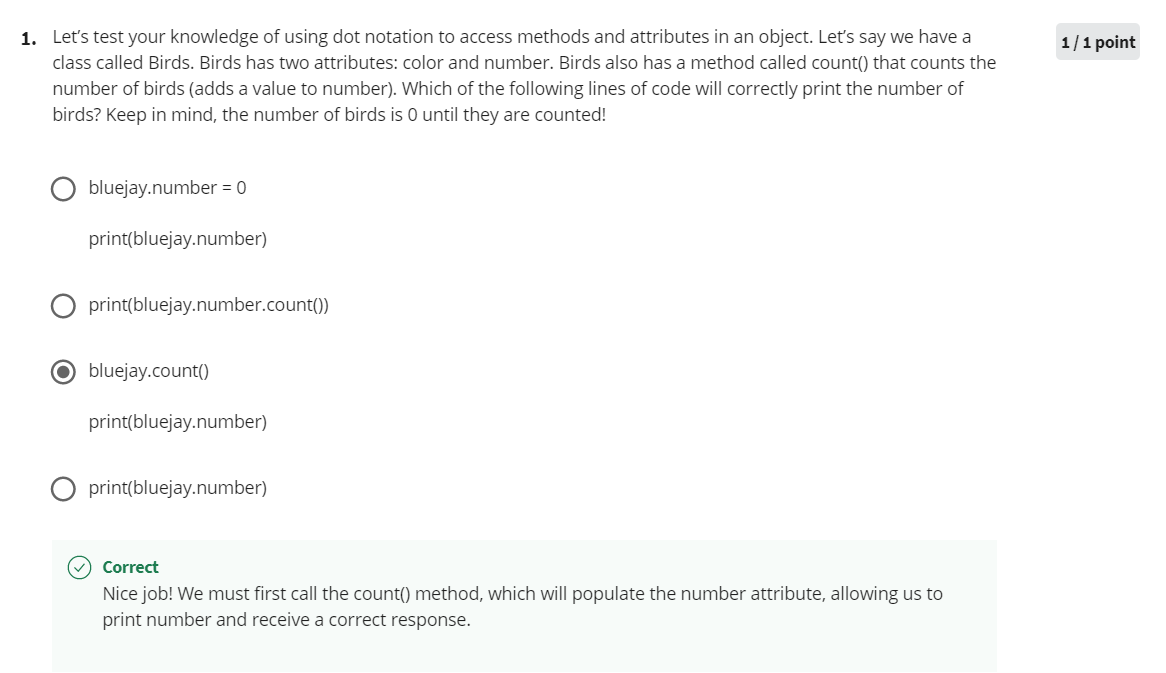 1. Let’s test your knowledge of using dot notation to access methods and attributes in an object. Let’s say we have a
1 / 1 point
class called Birds. Birds has two attributes: color and number. Birds also has a method called count() that counts the
number of birds (adds a value to number). Which of the following lines of code will correctly print the number of
birds? Keep in mind, the number of birds is 0 until they are counted!
bluejay.number = 0
print(bluejay.number)
print(bluejay.number.count())
bluejay.count()
print(bluejay.number)
print(bluejay.number)
Correct
Nice job! We must first call the count() method, which will populate the number attribute, allowing us to
print number and receive a correct response.